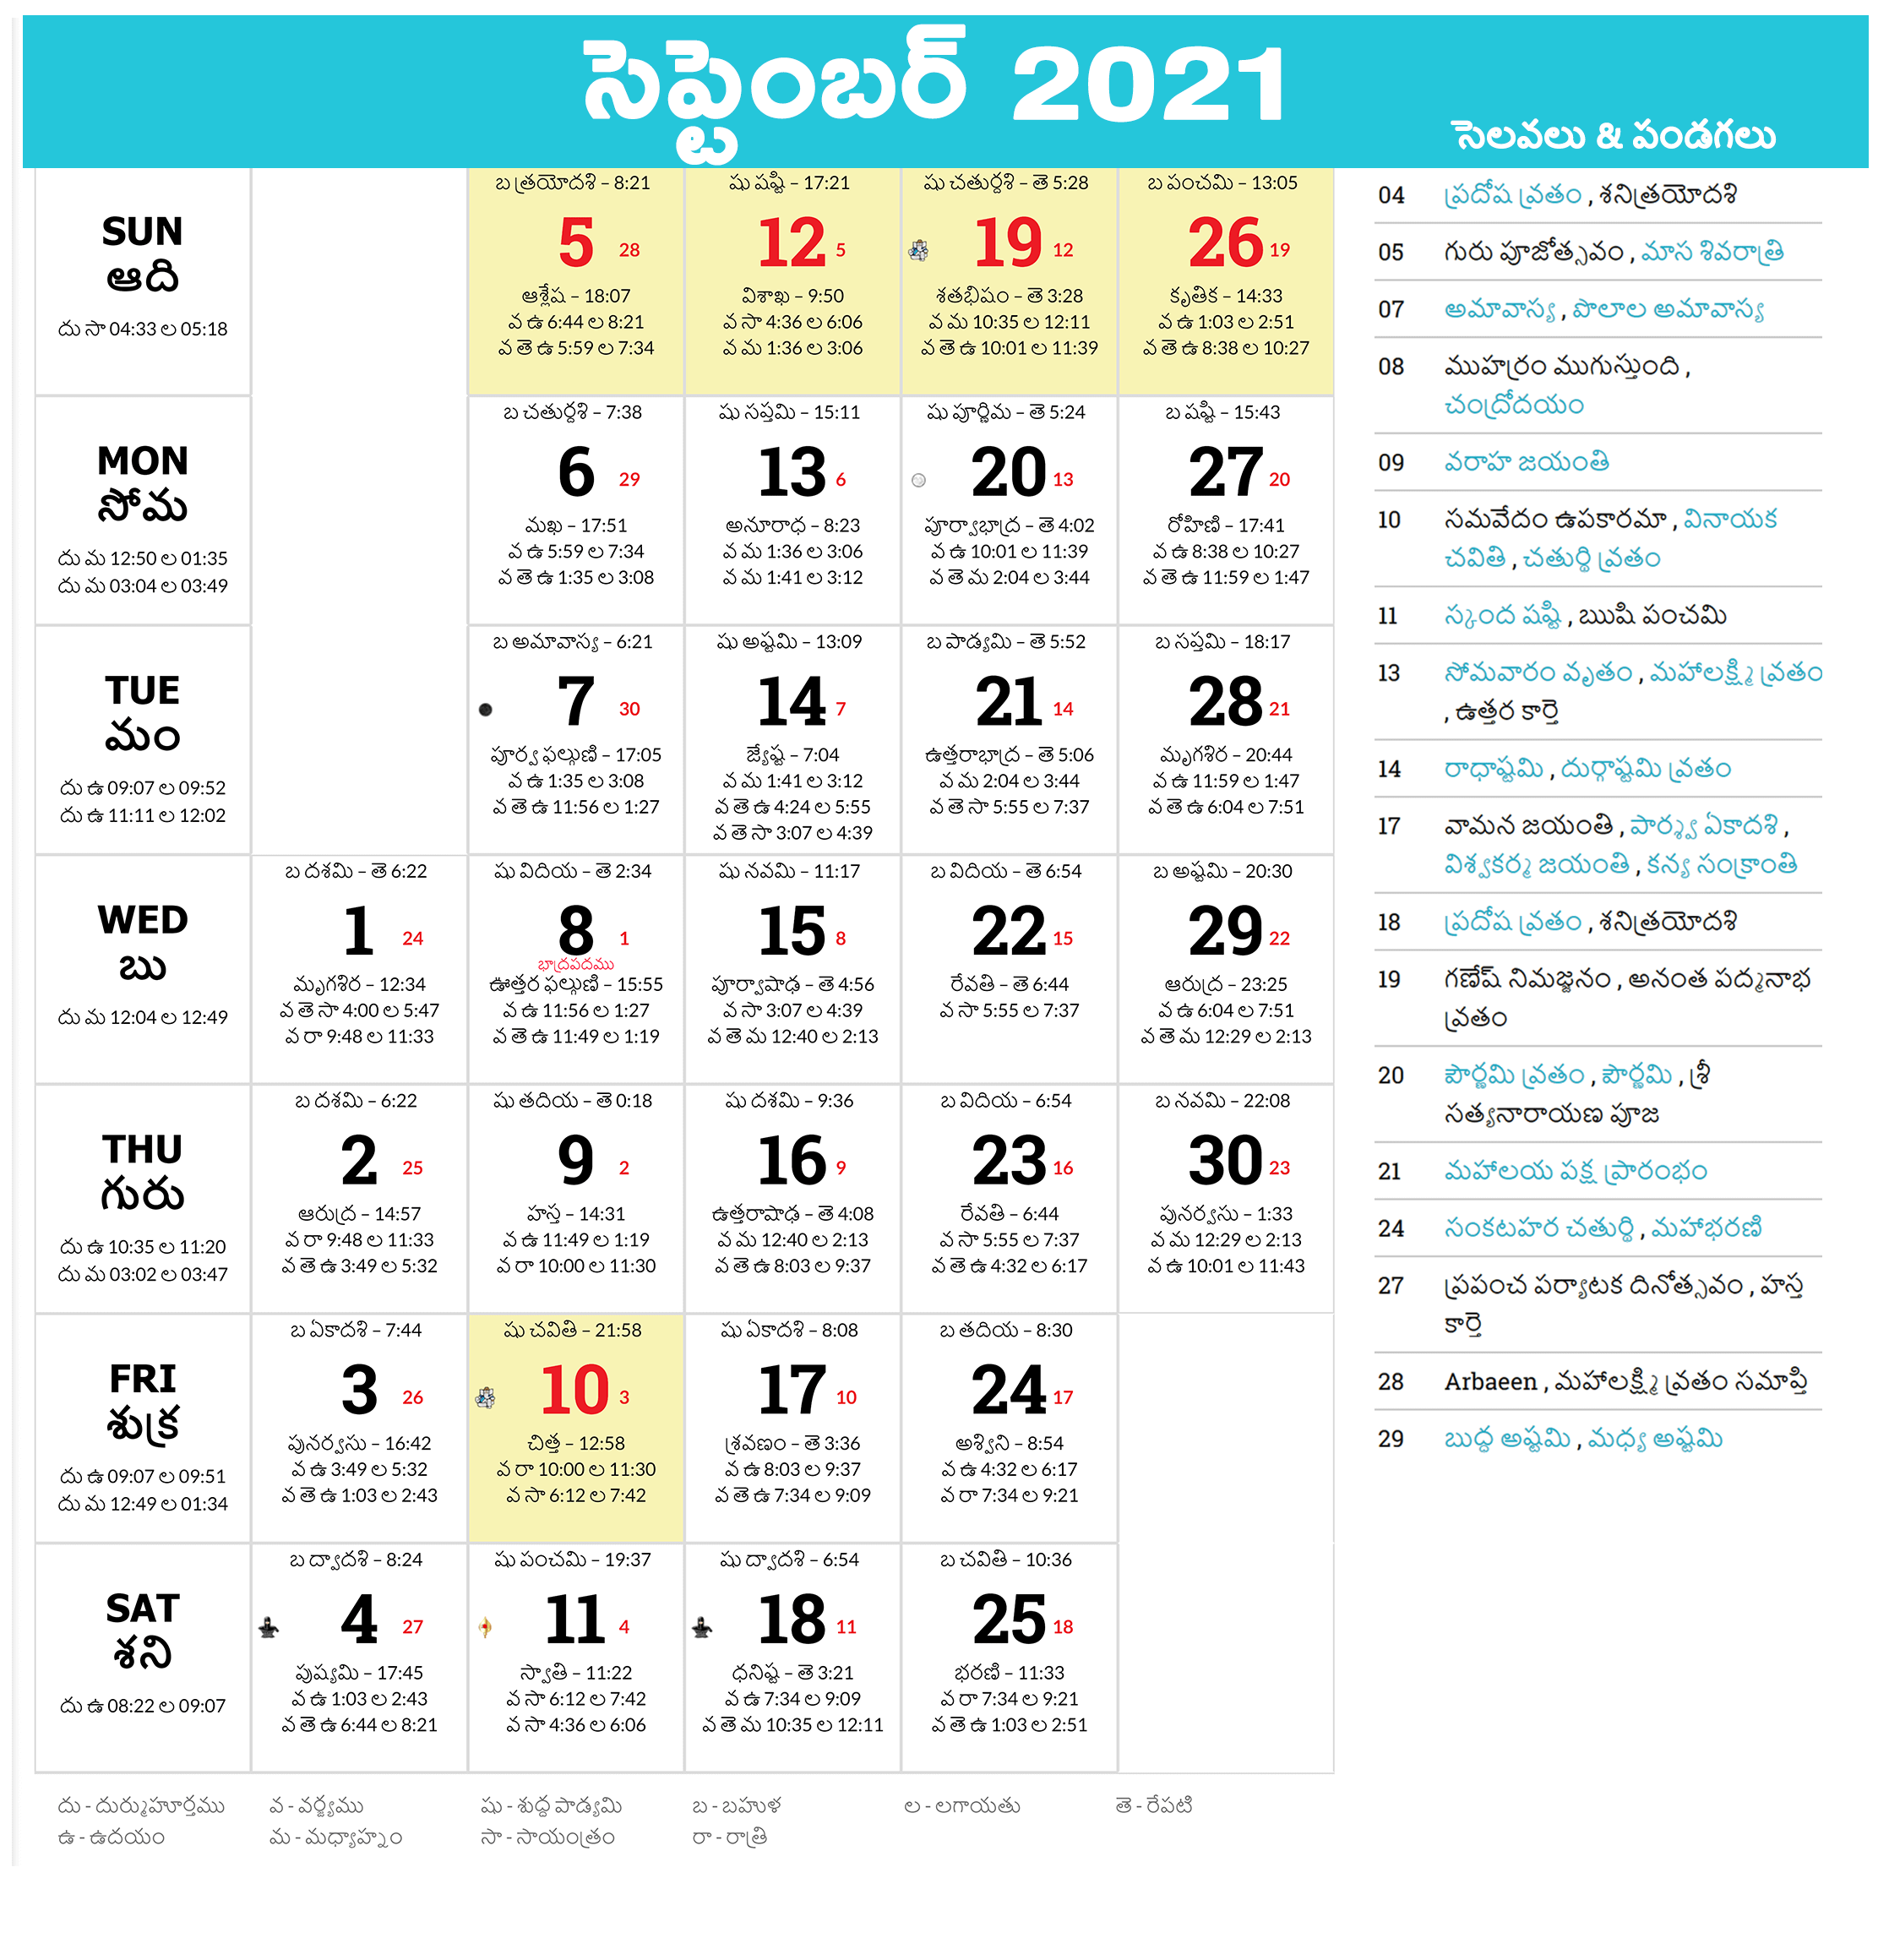 సెప్టెంబర్ 2021
సెలవలు & పండగలు
SUN
ఆది
దు సా 04:33 ల 05:18
బ త్రయోదశి - 8:21
5 28
ఆశ్లేష - 18:07
వ ఉ 6:44 ల 8:21
వ తె ఉ 5:59 ల 7:34
షు షష్టి - 17:21
12 5
విశాఖ - 9:50
వ సా 4:36 ల 6:06
వ మ 1:36 ల 3:06
షు చతుర్దశి - తె 5:28
19 12
శతభిషం - తె 3:28
వ మ 10:35 ల 12:11
వ తె ఉ 10:01 ల 11:39
బ పంచమి - 13:05
26 19
కృతిక - 14:33
వ ఉ 1:03 ల 2:51
వ తె ఉ 8:38 ల 10:27
MON
సోమ
దు మ 12:50 ల 01:35
దు మ 03:04 ల 03:49
బ చతుర్దశి - 7:38
6 29
మఖ - 17:51
వ ఉ 5:59 ల 7:34
వ తె ఉ 1:35 ల 3:08
షు సప్తమి - 15:11
13 6
అనూరాధ - 8:23
వ మ 1:36 ల 3:06
వ మ 1:41 ల 3:12
షు పూర్ణిమ - తె 5:24
20 13
పూర్వాభాద్ర - తె 4:02
వ ఉ 10:01 ల 11:39
వ తె మ 2:04 ల 3:44
బ షష్టి - 15:43
27 20
రోహిణి - 17:41
వ ఉ 8:38 ల 10:27
వ తె ఉ 11:59 ల 1:47
TUE
మం
దు ఉ 09:07 ల 09:52
దు ఉ 11:11 ల 12:02
బ అమావాస్య - 6:21
7 30
పూర్వ ఫల్గుణి - 17:05
వ ఉ 1:35 ల 3:08
వ తె ఉ 11:56 ల 1:27
షు అష్టమి - 13:09
14 7
జ్యేష్ట - 7:04
వ మ 1:41 ల 3:12
వ తె ఉ 4:24 ల 5:55
వ తె సా 3:07 ల 4:39
బ పాడ్యమి - తె 5:52
21 14
ఉత్తరాభాద్ర - తె 5:06
వ మ 2:04 ల 3:44
వ తె సా 5:55 ల 7:37
బ సప్తమి - 18:17
28 21
మృగశిర - 20:44
వ ఉ 11:59 ల 1:47
వ తె ఉ 6:04 ల 7:51
WED
బు
దు మ 12:04 ల 12:49
బ దశమి - తె 6:22
1 24
మృగశిర - 12:34
వ తె సా 4:00 ల 5:47
వ రా 9:48 ల 11:33
షు విదియ - తె 2:34
8 1
భాద్రపదము
ఊత్తర ఫల్గుణి - 15:55
వ ఉ 11:56 ల 1:27
వ తె ఉ 11:49 ల 1:19
షు నవమి - 11:17
15 8
పూర్వాషాఢ - తె 4:56
వ సా 3:07 ల 4:39
వ తె మ 12:40 ల 2:13
బ విదియ - తె 6:54
22 15
రేవతి - తె 6:44
వ సా 5:55 ల 7:37
బ అష్టమి - 20:30
29 22
ఆరుద్ర - 23:25
వ ఉ 6:04 ల 7:51
వ తె మ 12:29 ల 2:13
THU
గురు
దు ఉ 10:35 ల 11:20
దు మ 03:02 ల 03:47
బ దశమి - 6:22
2 25
ఆరుద్ర - 14:57
వ రా 9:48 ల 11:33
వ తె ఉ 3:49 ల 5:32
షు తదియ - తె 0:18
9 2
హస్త - 14:31
వ ఉ 11:49 ల 1:19
వ రా 10:00 ల 11:30
షు దశమి - 9:36
16 9
ఉత్తరాషాఢ - తె 4:08
వ మ 12:40 ల 2:13
వ తె ఉ 8:03 ల 9:37
బ విదియ - 6:54
23 16
రేవతి - 6:44
వ సా 5:55 ల 7:37
వ తె ఉ 4:32 ల 6:17
బ నవమి - 22:08
30 23
పునర్వసు - 1:33
వ మ 12:29 ల 2:13
వ ఉ 10:01 ల 11:43
FRI
శుక్ర
దు ఉ 09:07 ల 09:51
దు మ 12:49 ల 01:34
బ ఏకాదశి - 7:44
3 26
పునర్వసు - 16:42
వ ఉ 3:49 ల 5:32
వ తె ఉ 1:03 ల 2:43
షు చవితి - 21:58
10 3
చిత్త - 12:58
వ రా 10:00 ల 11:30
వ సా 6:12 ల 7:42
షు ఏకాదశి - 8:08
17 10
శ్రవణం - తె 3:36
వ ఉ 8:03 ల 9:37
వ తె ఉ 7:34 ల 9:09
బ తదియ - 8:30
24 17
అశ్విని - 8:54
వ ఉ 4:32 ల 6:17
వ రా 7:34 ల 9:21
SAT
శని
దు ఉ 08:22 ల 09:07
బ ద్వాదశి - 8:24
4 27
పుష్యమి - 17:45
వ ఉ 1:03 ల 2:43
వ తె ఉ 6:44 ల 8:21
షు పంచమి - 19:37
11 4
స్వాతి - 11:22
వ సా 6:12 ల 7:42
వ సా 4:36 ల 6:06
షు ద్వాదశి - 6:54
18 11
ధనిష్ట - తె 3:21
వ ఉ 7:34 ల 9:09
వ తె మ 10:35 ల 12:11
బ చవితి - 10:36
25 18
భరణి - 11:33
వ రా 7:34 ల 9:21
వ తె ఉ 1:03 ల 2:51
04 ప్రదోష వ్రతం , శనిత్రయోదశి
05 గురు పూజోత్సవం , మాస శివరాత్రి
07 అమావాస్య , పొలాల అమావాస్య
08 ముహర్రం ముగుస్తుంది ,
చంద్రోదయం
09 వరాహ జయంతి
10 సమవేదం ఉపకారమా , వినాయక
చవితి , చతుర్థి వ్రతం
11 స్కంద షష్టి , ఋషి పంచమి
13 సోమవారం వృతం , మహాలక్ష్మి వ్రతం
, ఉత్తర కార్తె
14 రాధాష్టమి , దుర్గాష్టమి వ్రతం
17 వామన జయంతి , పార్శ్వ ఏకాదశి ,
విశ్వకర్మ జయంతి , కన్య సంక్రాంతి
18 ప్రదోష వ్రతం , శనిత్రయోదశి
19 గణేష్ నిమజ్జనం , అనంత పద్మనాభ
వ్రతం
20 పౌర్ణమి వ్రతం , పౌర్ణమి , శ్రీ
సత్యనారాయణ పూజ
21 మహాలయ పక్ష ప్రారంభం
24 సంకటహర చతుర్థి , మహాభరణి
27 ప్రపంచ పర్యాటక దినోత్సవం , హస్త
కార్తె
28 Arbaeen , మహాలక్ష్మి వ్రతం సమాప్తి
29 బుద్ధ అష్టమి , మధ్య అష్టమి
దు - దుర్ముహూర్తము వ - వర్జ్యము షు - శుద్ధ పాడ్యమి బ - బహుళ ల - లగాయతు తె - రేపటి
ఉ - ఉదయం మ - మధ్యాహ్నం సా - సాయంత్రం రా - రాత్రి